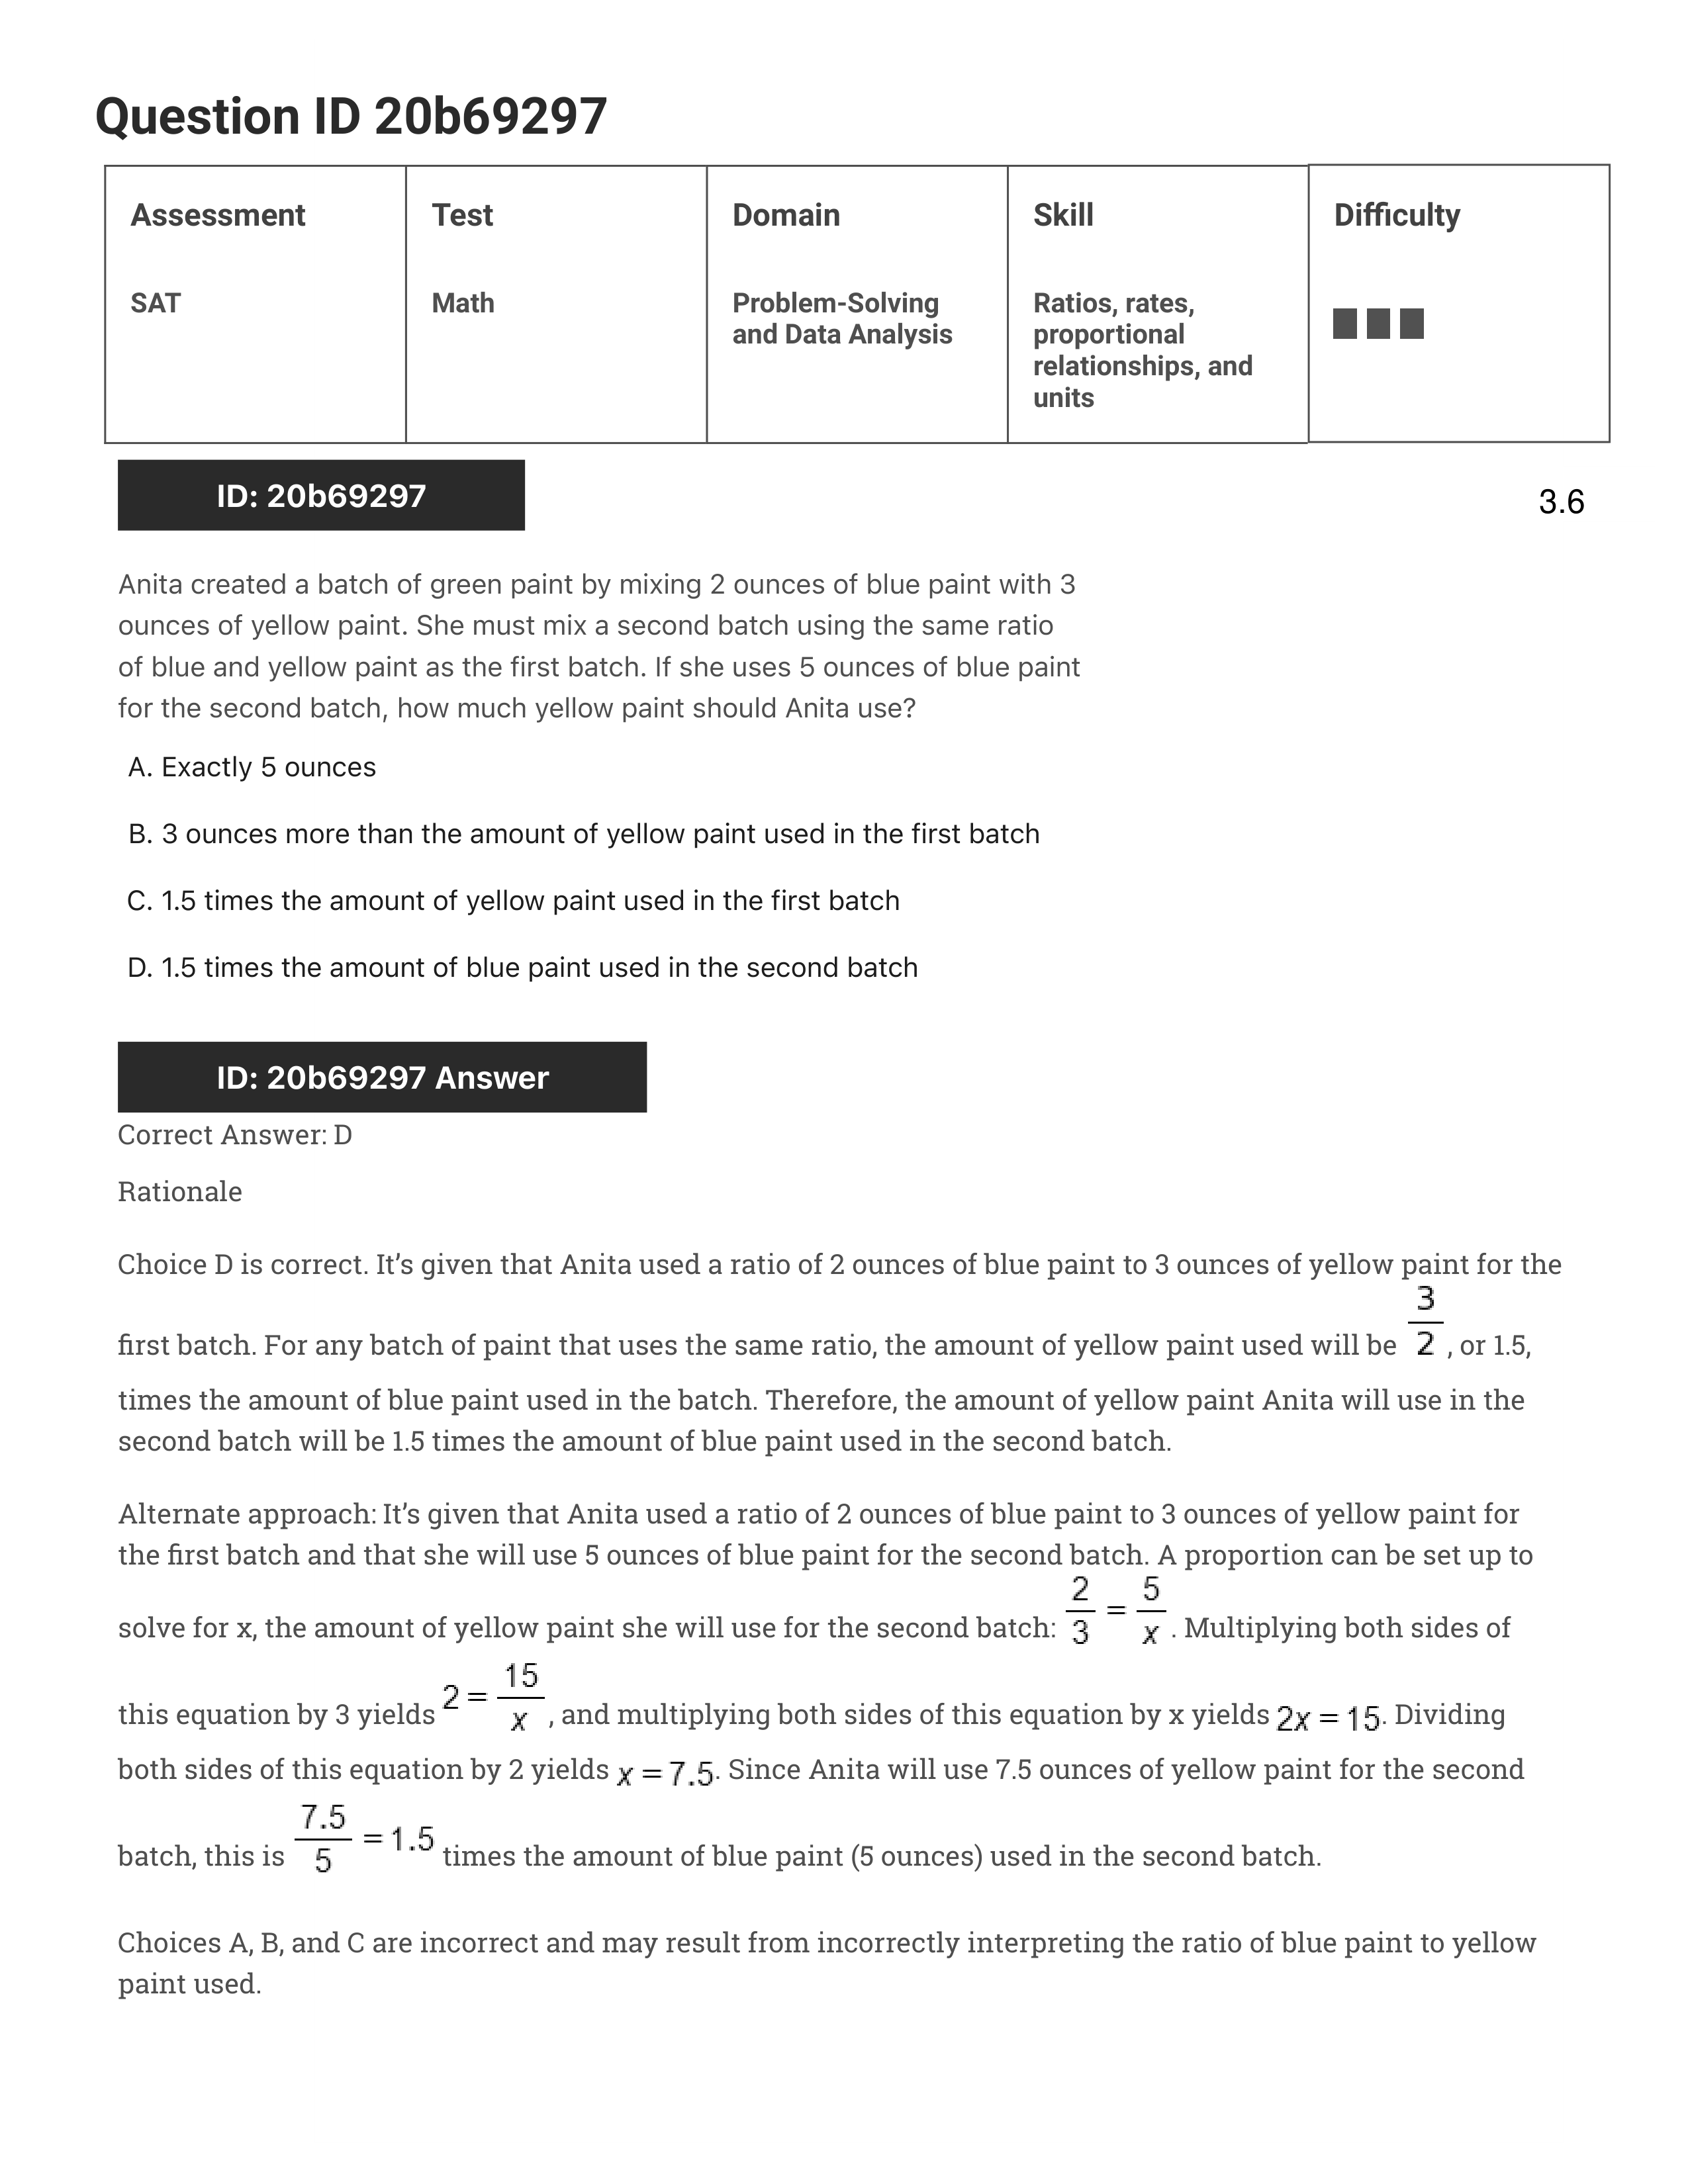 Question ID 20b69297
Assessment
Test
Domain
Skill
Difficulty
SAT
Math
Problem-Solving
and Data Analysis
Ratios, rates,
proportional
relationships, and
units
ID: 20b69297
3.6
Anita created a batch of green paint by mixing 2 ounces of blue paint with 3
ounces of yellow paint. She must mix a second batch using the same ratio
of blue and yellow paint as the first batch. If she uses 5 ounces of blue paint
for the second batch, how much yellow paint should Anita use?
A. Exactly 5 ounces
B. 3 ounces more than the amount of yellow paint used in the first batch
C. 1.5 times the amount of yellow paint used in the first batch
D. 1.5 times the amount of blue paint used in the second batch
ID: 20b69297 Answer
Correct Answer: D
Rationale
Choice D is correct. It’s given that Anita used a ratio of 2 ounces of blue paint to 3 ounces of yellow paint for the
first batch. For any batch of paint that uses the same ratio, the amount of yellow paint used will be 3/2, or 1.5,
times the amount of blue paint used in the batch. Therefore, the amount of yellow paint Anita will use in the
second batch will be 1.5 times the amount of blue paint used in the second batch.
Alternate approach: It’s given that Anita used a ratio of 2 ounces of blue paint to 3 ounces of yellow paint for
the first batch and that she will use 5 ounces of blue paint for the second batch. A proportion can be set up to
solve for x, the amount of yellow paint she will use for the second batch: 2/3 = 5/x. Multiplying both sides of
this equation by 3 yields 2 = 15/x, and multiplying both sides of this equation by x yields 2x = 15. Dividing
both sides of this equation by 2 yields x = 7.5. Since Anita will use 7.5 ounces of yellow paint for the second
batch, this is 7.5/5 = 1.5 times the amount of blue paint (5 ounces) used in the second batch.
Choices A, B, and C are incorrect and may result from incorrectly interpreting the ratio of blue paint to yellow
paint used.